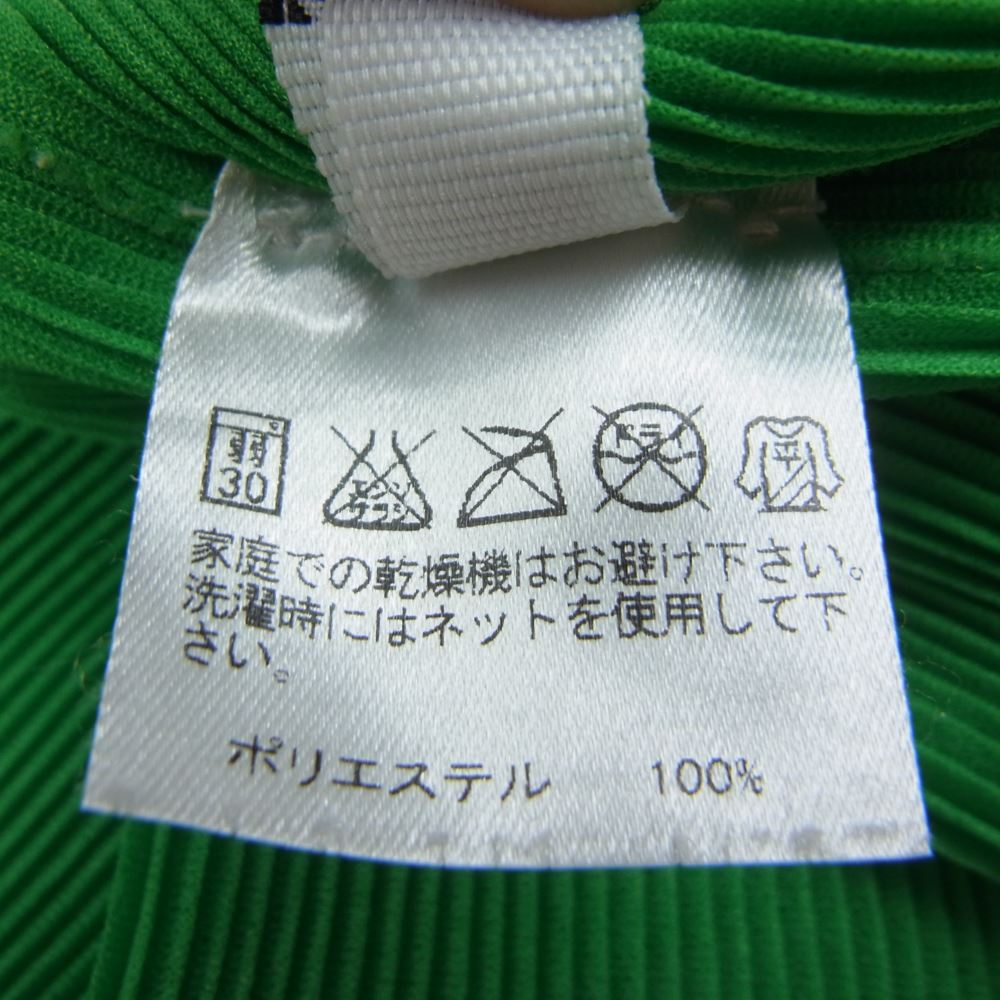 弱
30
エンソ
サラシ
ドライ
平
家庭での乾燥機はお避け下さい。
洗濯時にはネットを使用して下
さい。
ポリエステル 100%